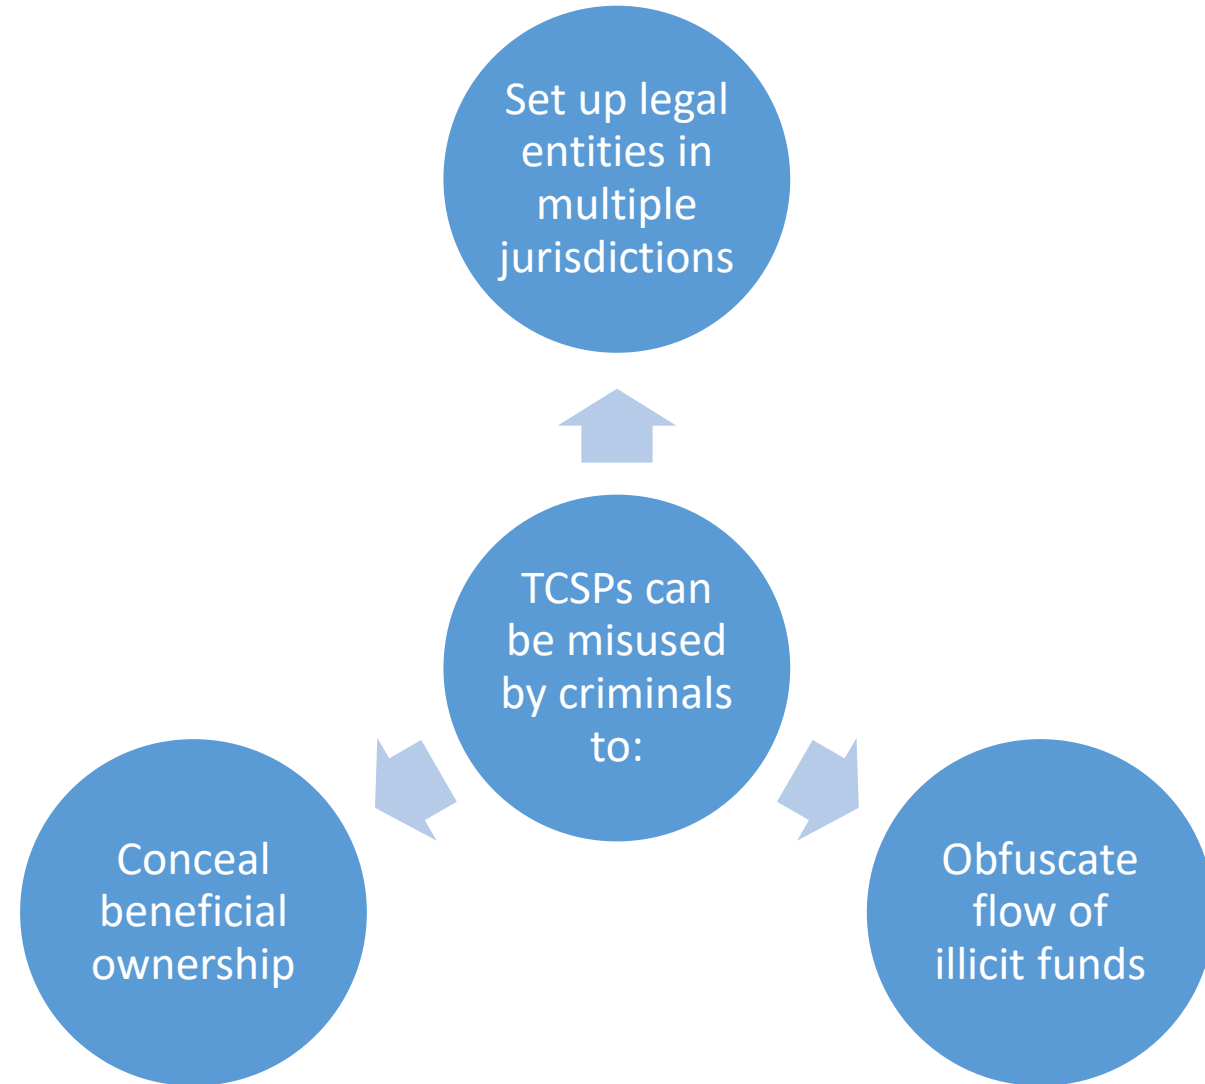 Set up legal
entities in
multiple
jurisdictions
TCSPs can
be misused
by criminals
to:
Conceal
beneficial
ownership
Obfuscate
flow of
illicit funds